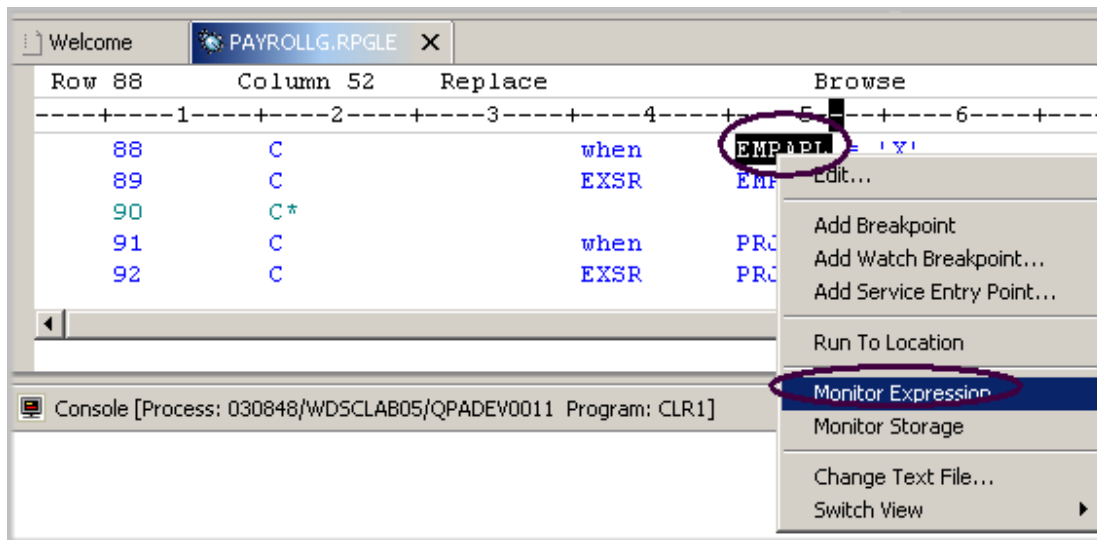 Welcome PAYROLLG.RPGLE
Row 88 Column 52 Replace Browse
----+----1----+----2----+----3----+----4----+----5----+----6----+----
88 C when EMPAPL = 'X'
89 C EXSR EMP
90 C*
91 C when PRJ
92 C EXSR PRJ
Edit...
Add Breakpoint
Add Watch Breakpoint...
Add Service Entry Point...
Run To Location
Monitor Expression
Monitor Storage
Change Text File...
Switch View
Console [Process: 030848/WDSCLAB05/QPADEV0011 Program: CLR1]